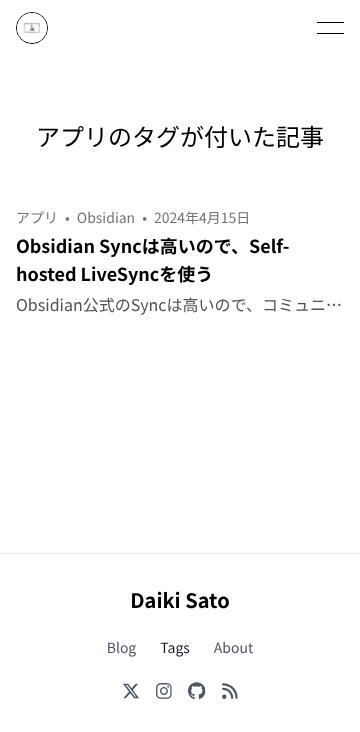 アプリのタグが付いた記事
アプリ • Obsidian • 2024年4月15日
Obsidian Syncは高いので、Self-
hosted LiveSyncを使う
Obsidian公式のSyncは高いので、コミュニ…
Daiki Sato
Blog Tags About